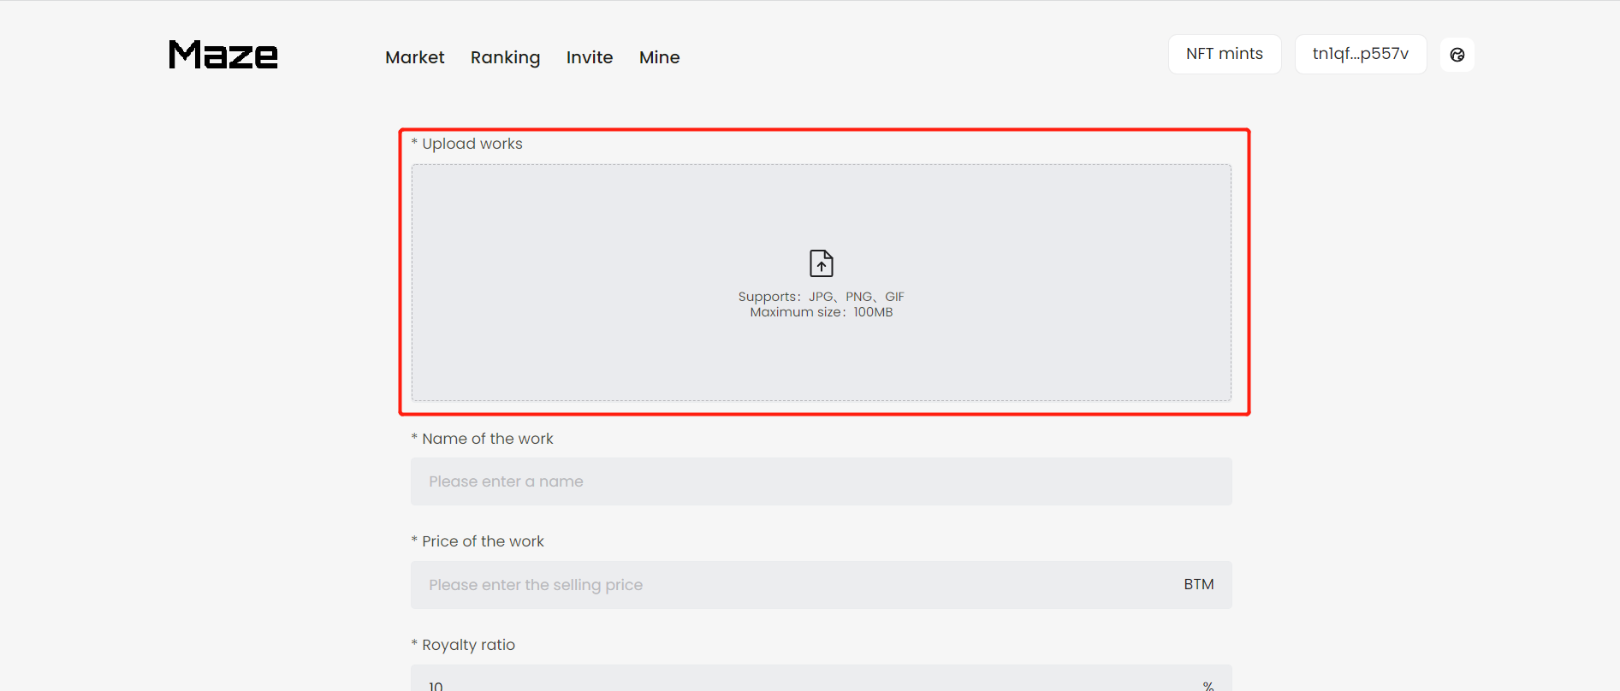 Maze
Market Ranking Invite Mine
NFT mints
tn1qf...p557v
* Upload works
Supports：JPG、PNG、GIF
Maximum size：100MB
* Name of the work
Please enter a name
* Price of the work
Please enter the selling price BTM
* Royalty ratio
10 %